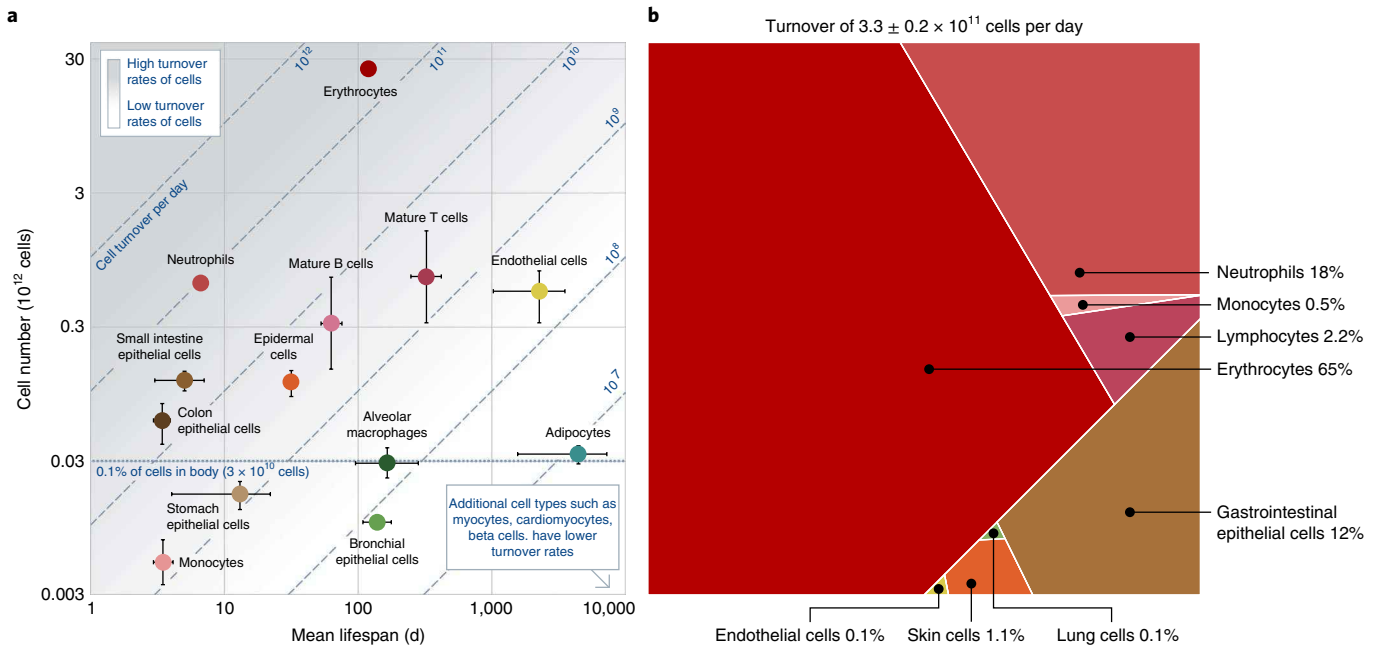 a
30
3
0.3
0.03
0.003
Cell number (10¹² cells)
1
10
100
1,000
10,000
Mean lifespan (d)
High turnover
rates of cells
Low turnover
rates of cells
Cell turnover per day
10¹²
10¹¹
10¹⁰
10⁹
10⁸
10⁷
Erythrocytes
Mature T cells
Neutrophils
Mature B cells
Endothelial cells
Small intestine
epithelial cells
Epidermal
cells
Colon
epithelial cells
Alveolar
macrophages
Adipocytes
0.1% of cells in body (3 × 10¹⁰ cells)
Stomach
epithelial cells
Bronchial
epithelial cells
Monocytes
Additional cell types such as
myocytes, cardiomyocytes,
beta cells. have lower
turnover rates
b
Turnover of 3.3 ± 0.2 × 10¹¹ cells per day
Neutrophils 18%
Monocytes 0.5%
Lymphocytes 2.2%
Erythrocytes 65%
Gastrointestinal
epithelial cells 12%
Endothelial cells 0.1%
Skin cells 1.1%
Lung cells 0.1%